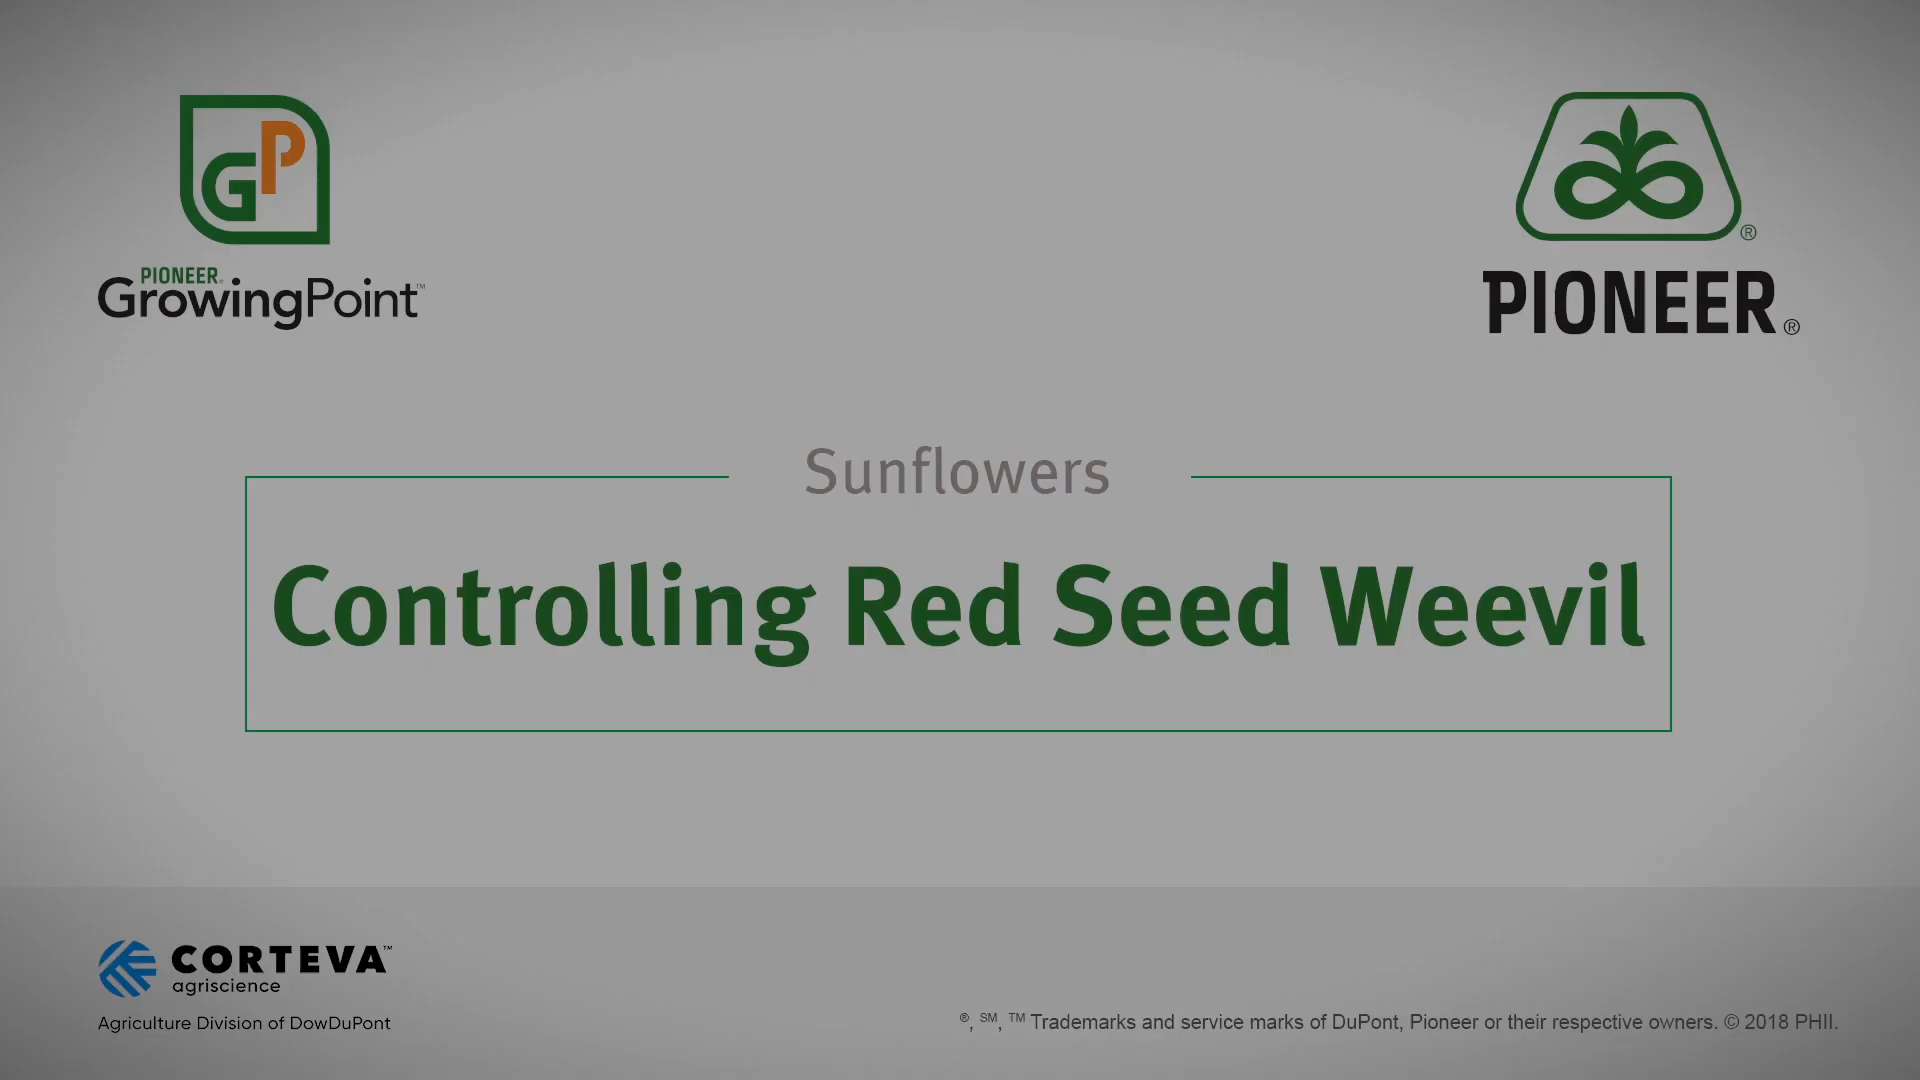 GP
PIONEER®
GrowingPoint™
®
PIONEER®
Sunflowers
Controlling Red Seed Weevil
CORTEVA™
agriscience
Agriculture Division of DowDuPont
®, SM, TM Trademarks and service marks of DuPont, Pioneer or their respective owners. © 2018 PHII.